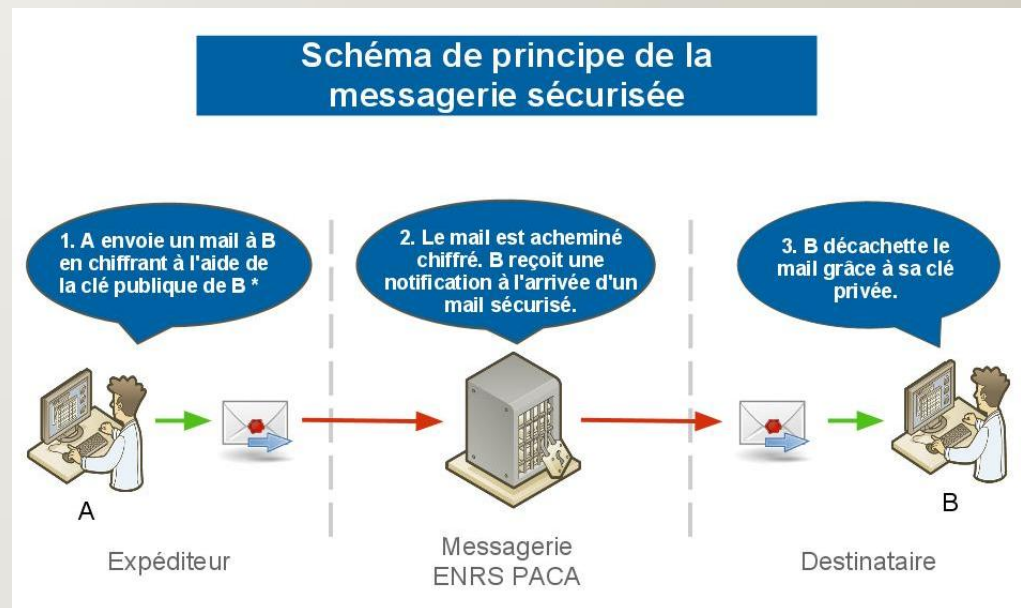 Schéma de principe de la
messagerie sécurisée
1. A envoie un mail à B
en chiffrant à l'aide de
la clé publique de B *
2. Le mail est acheminé
chiffré. B reçoit une
notification à l'arrivée d'un
mail sécurisé.
3. B décachette le
mail grâce à sa clé
privée.
A
B
Expéditeur
Messagerie
ENRS PACA
Destinataire